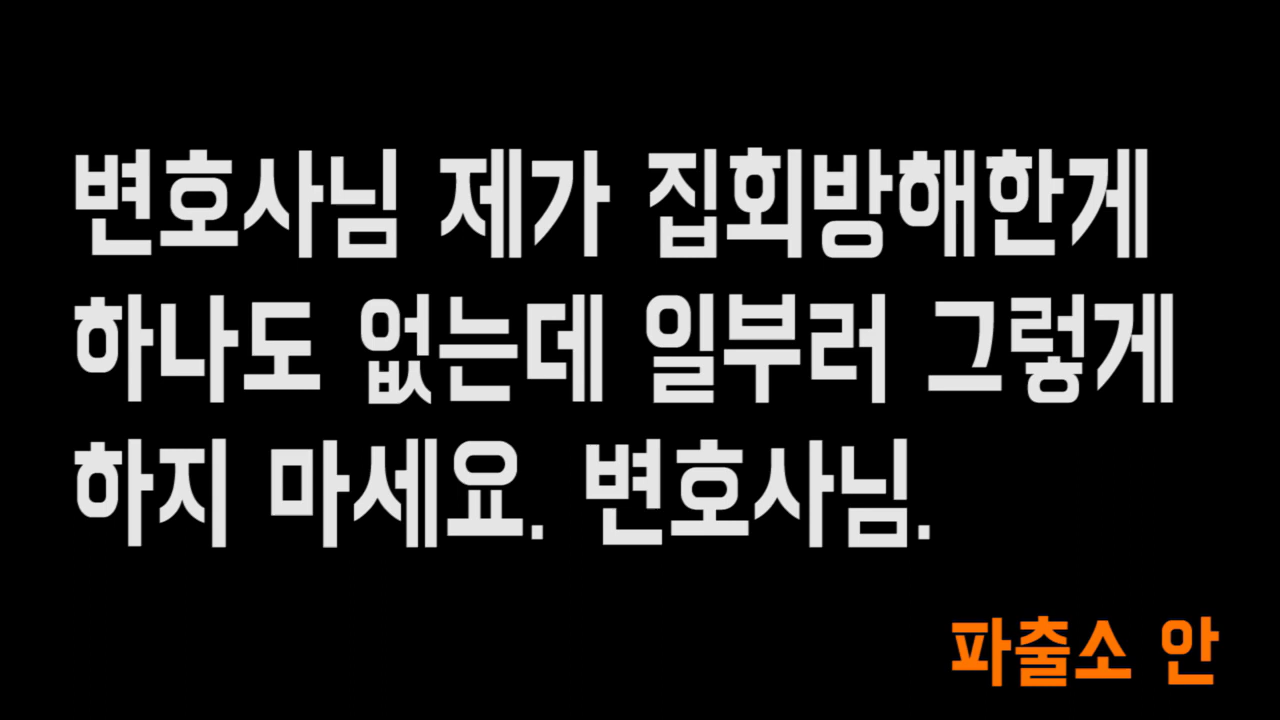 변호사님 제가 집회방해한게
하나도 없는데 일부러 그렇게
하지 마세요. 변호사님.
파출소 안